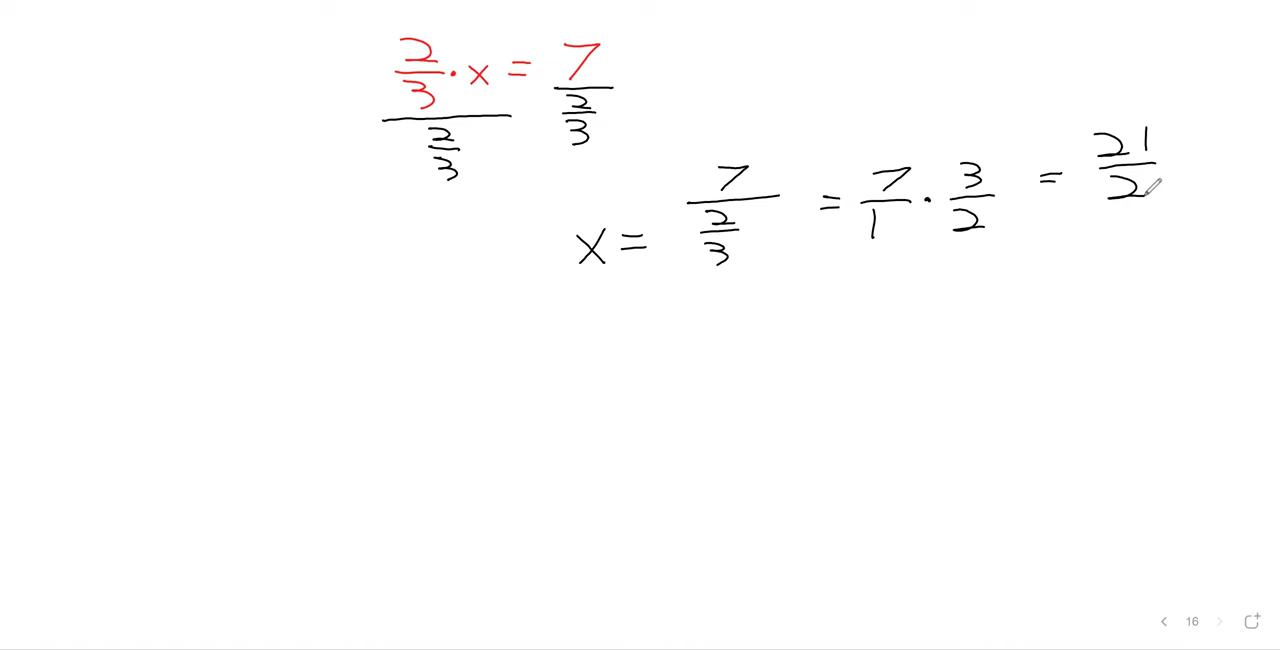 2/3 · x = 7
2/3 2/3
x = 7/(2/3) = 7/1 · 3/2 = 21/2
16